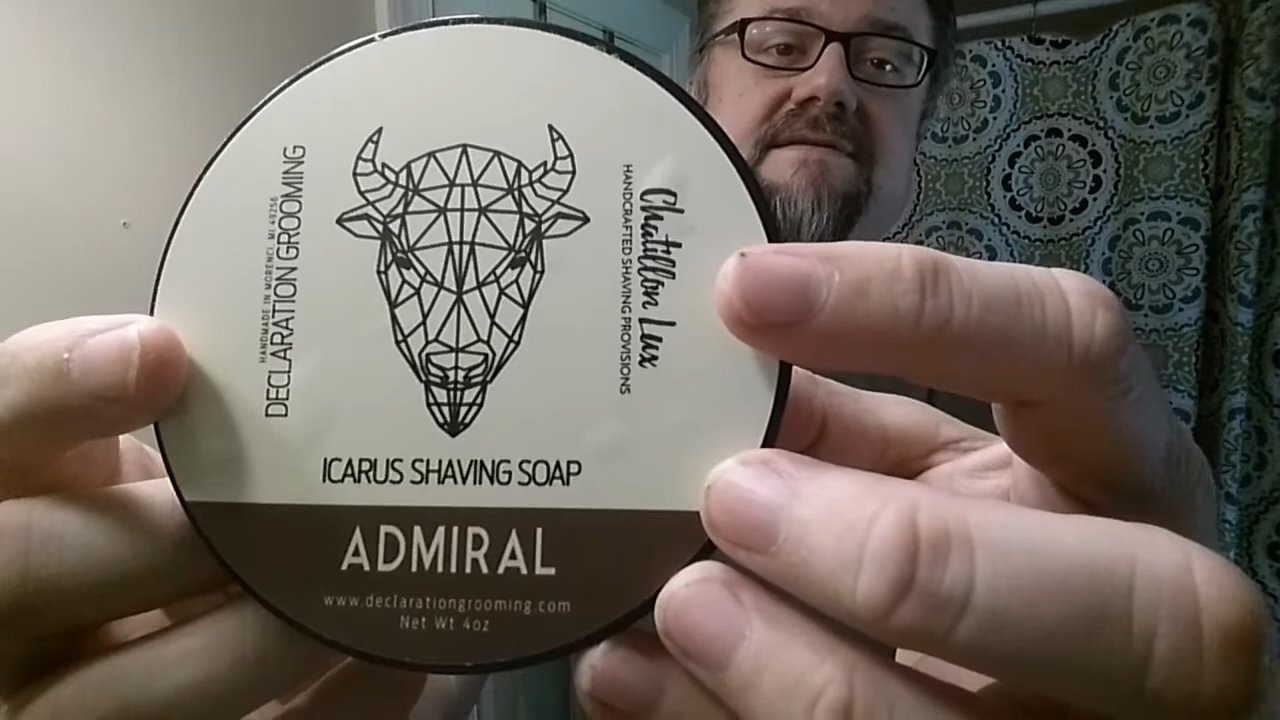 HANDMADE IN MORENCI, MI 49256
DECLARATION GROOMING
Chatillon Lux
HANDCRAFTED SHAVING PROVISIONS
ICARUS SHAVING SOAP
ADMIRAL
www.declarationgrooming.com
Net Wt 4oz